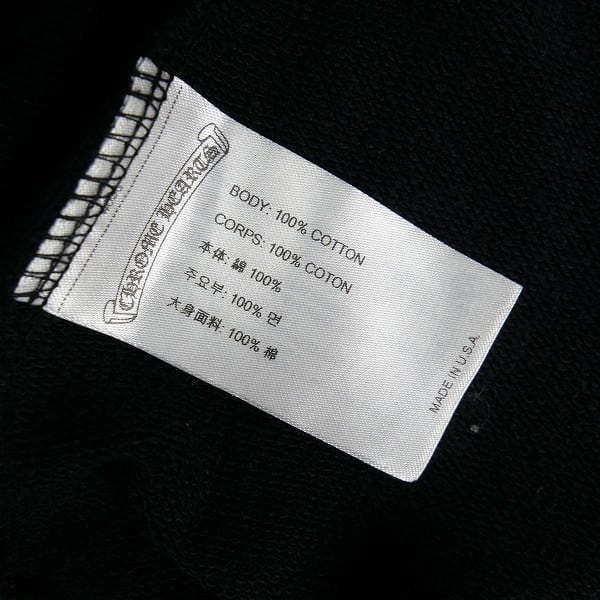 CHROME HEARTS
BODY: 100% COTTON
CORPS: 100% COTON
本体: 綿 100%
주요부: 100% 면
大身面料: 100% 棉
MADE IN U.S.A